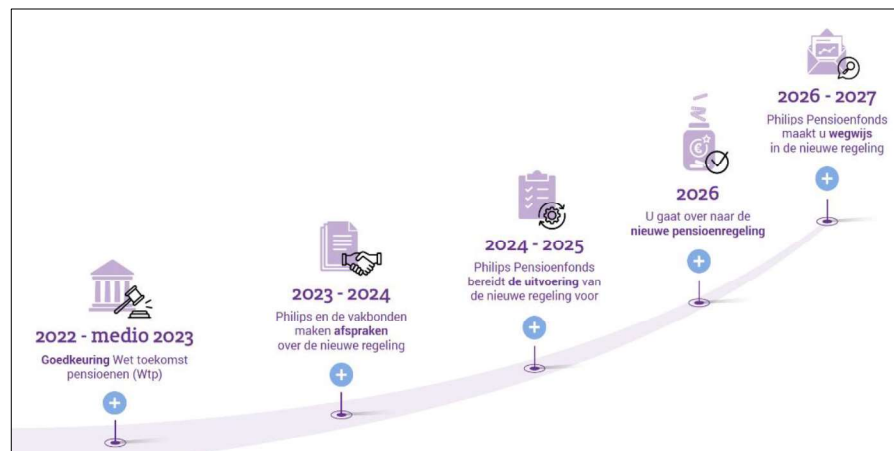 2022 - medio 2023
Goedkeuring Wet toekomst
pensioenen (Wtp)
2023 - 2024
Philips en de vakbonden
maken afspraken
over de nieuwe regeling
2024 - 2025
Philips Pensioenfonds
bereidt de uitvoering van
de nieuwe regeling voor
2026
U gaat over naar de
nieuwe pensioenregeling
2026 - 2027
Philips Pensioenfonds
maakt u wegwijs
in de nieuwe regeling